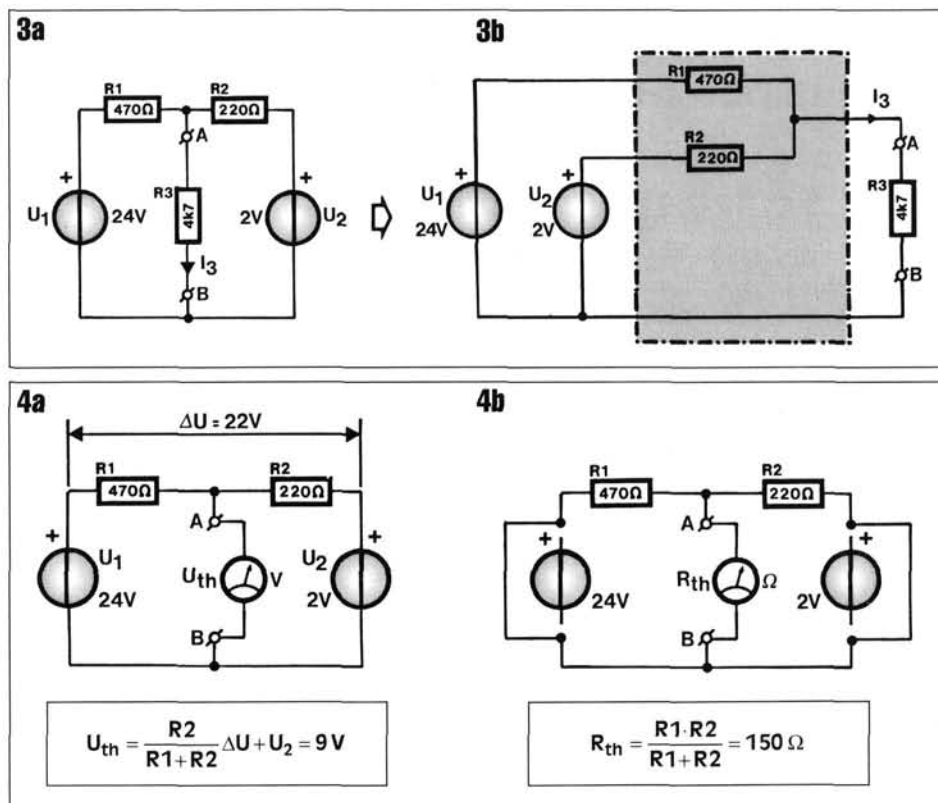 3a
R1
470Ω
R2
220Ω
A
+
U1
24V
R3
4k7
I3
B
+
2V
U2
3b
R1
470Ω
R2
220Ω
I3
A
+
U1
24V
+
U2
2V
R3
4k7
B
4a
ΔU = 22V
R1
470Ω
R2
220Ω
A
+
U1
24V
Uth
V
B
+
U2
2V
Uth = R2 / R1+R2 ΔU + U2 = 9 V
4b
R1
470Ω
R2
220Ω
A
+
24V
Rth
Ω
B
+
2V
Rth = R1·R2 / R1+R2 = 150 Ω